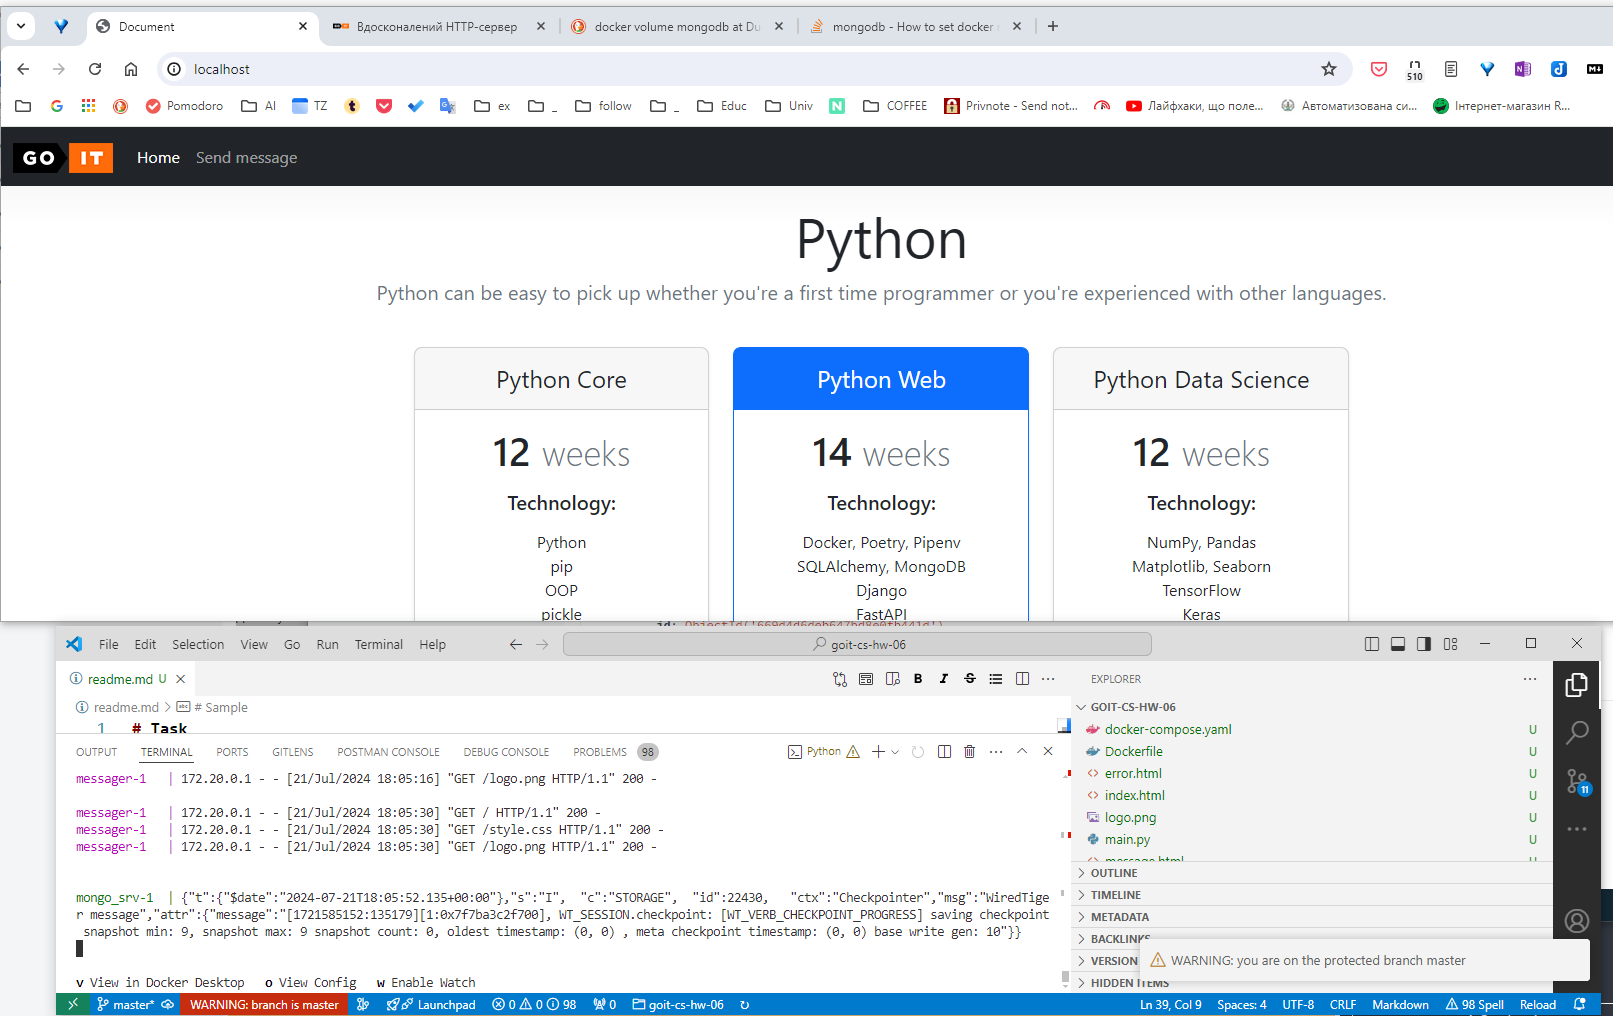 Document
Вдосконалений HTTP-сервер
docker volume mongodb at Du
mongodb - How to set docker
localhost
510
Pomodoro
AI
TZ
ex
_
follow
_
Educ
Univ
COFFEE
Privnote - Send not...
Лайфхаки, що поле...
Автоматизована си...
Інтернет-магазин R...
GO IT
Home
Send message
Python
Python can be easy to pick up whether you're a first time programmer or you're experienced with other languages.
Python Core
12 weeks
Technology:
Python
pip
OOP
pickle
Python Web
14 weeks
Technology:
Docker, Poetry, Pipenv
SQLAlchemy, MongoDB
Django
FastAPI
Python Data Science
12 weeks
Technology:
NumPy, Pandas
Matplotlib, Seaborn
TensorFlow
Keras
File Edit Selection View Go Run Terminal Help
goit-cs-hw-06
readme.md U
readme.md > # Sample
1 # Task
OUTPUT TERMINAL PORTS GITLENS POSTMAN CONSOLE DEBUG CONSOLE PROBLEMS 98
Python
messager-1 | 172.20.0.1 - - [21/Jul/2024 18:05:16] "GET /logo.png HTTP/1.1" 200 -
messager-1 | 172.20.0.1 - - [21/Jul/2024 18:05:30] "GET / HTTP/1.1" 200 -
messager-1 | 172.20.0.1 - - [21/Jul/2024 18:05:30] "GET /style.css HTTP/1.1" 200 -
messager-1 | 172.20.0.1 - - [21/Jul/2024 18:05:30] "GET /logo.png HTTP/1.1" 200 -
mongo_srv-1 | {"t":{"$date":"2024-07-21T18:05:52.135+00:00"},"s":"I", "c":"STORAGE", "id":22430, "ctx":"Checkpointer","msg":"WiredTige
r message","attr":{"message":"[1721585152:135179][1:0x7f7ba3c2f700], WT_SESSION.checkpoint: [WT_VERB_CHECKPOINT_PROGRESS] saving checkpoint
snapshot min: 9, snapshot max: 9 snapshot count: 0, oldest timestamp: (0, 0) , meta checkpoint timestamp: (0, 0) base write gen: 10"}}
v View in Docker Desktop o View Config w Enable Watch
EXPLORER
GOIT-CS-HW-06
docker-compose.yaml U
Dockerfile U
error.html U
index.html U
logo.png U
main.py U
message.html
OUTLINE
TIMELINE
METADATA
BACKLINKS
VERSION
HIDDEN ITEMS
11
WARNING: you are on the protected branch master
master*
WARNING: branch is master
Launchpad
0 0 98
0
goit-cs-hw-06
Ln 39, Col 9
Spaces: 4
UTF-8
CRLF
Markdown
98 Spell
Reload